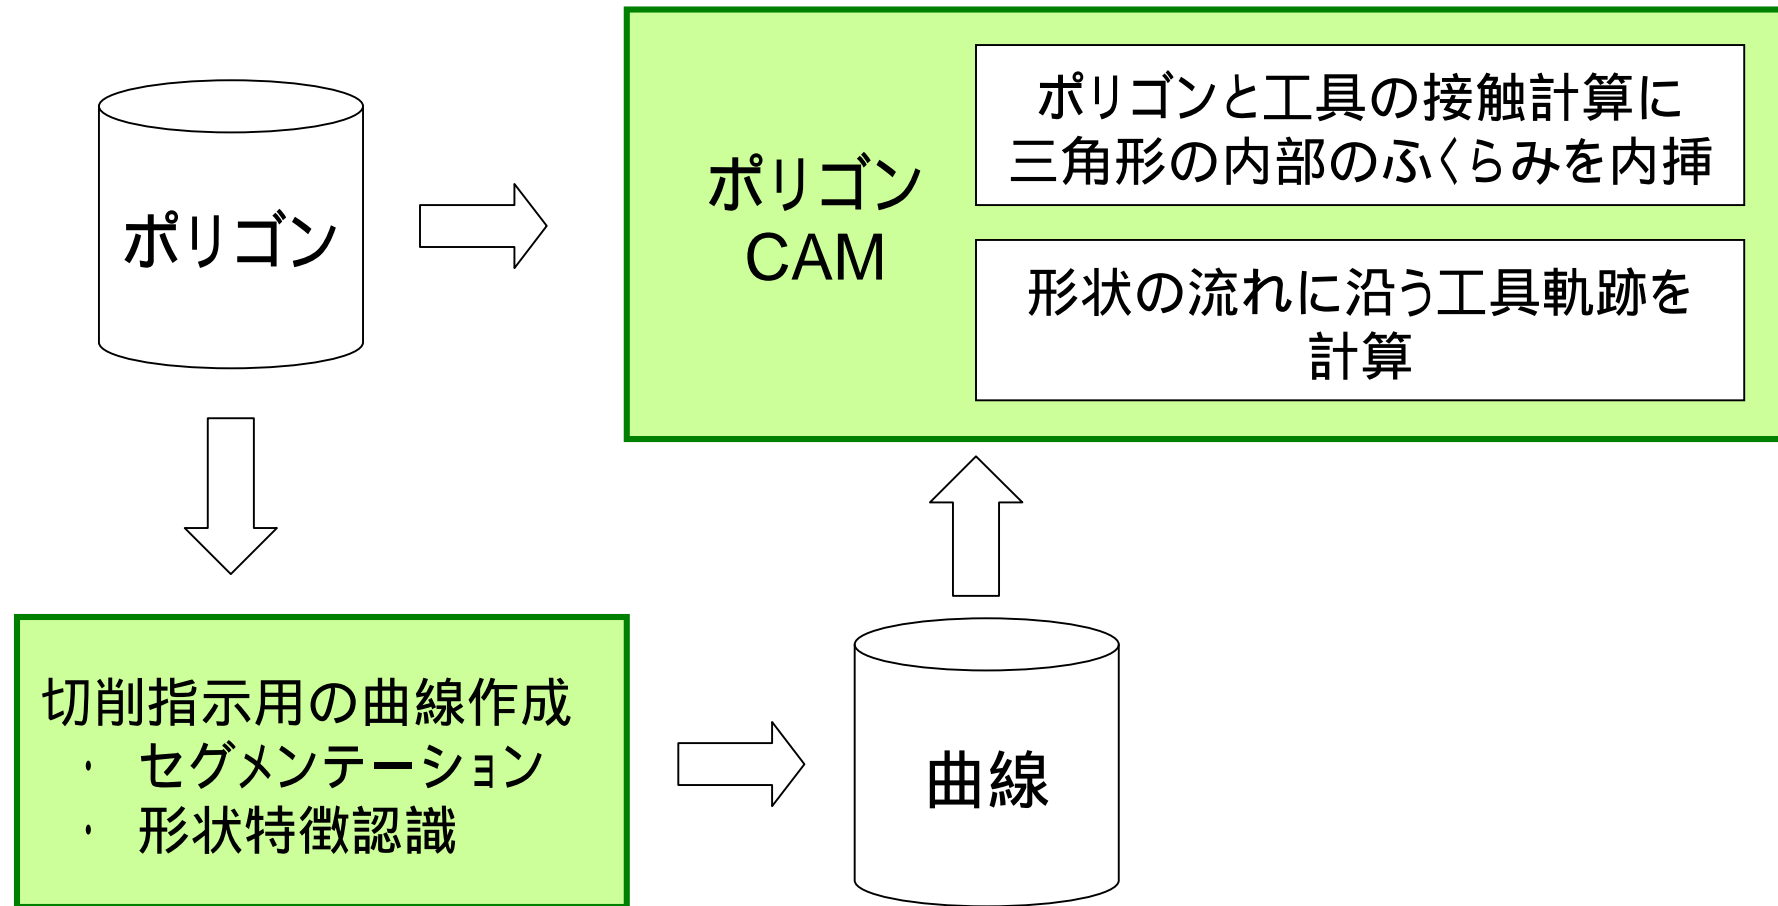 ポリゴン
ポリゴン
CAM
ポリゴンと工具の接触計算に
三角形の内部のふくらみを内挿
形状の流れに沿う工具軌跡を
計算
切削指示用の曲線作成
・ セグメンテーション
・ 形状特徴認識
曲線